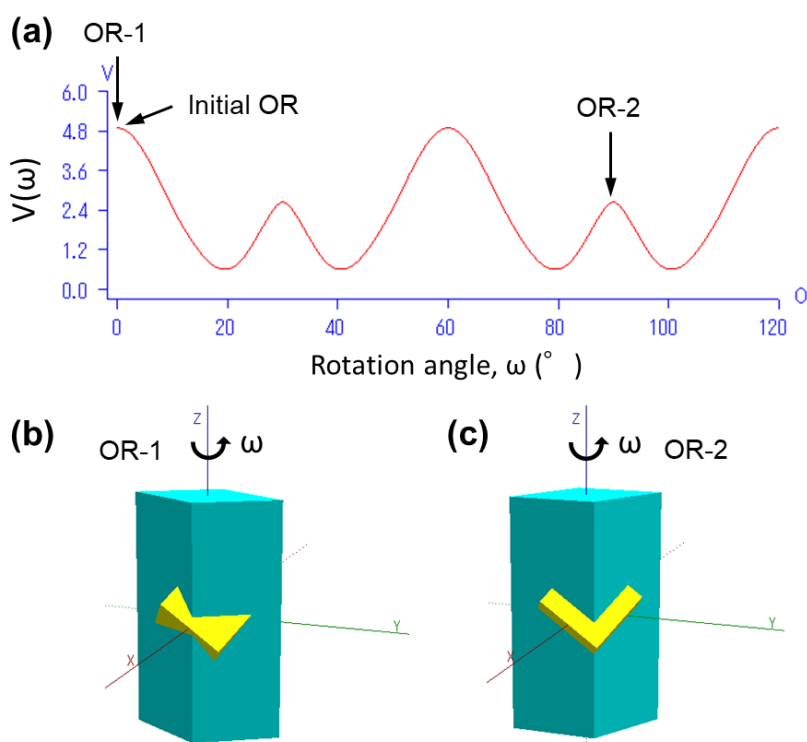 (a)
OR-1
V
Initial OR
OR-2
V(ω)
6.0
4.8
3.6
2.4
1.2
0.0
O
0 20 40 60 80 100 120
Rotation angle, ω (° )
(b)
OR-1
Z
ω
X
Y
(c)
Z
ω
OR-2
X
Y